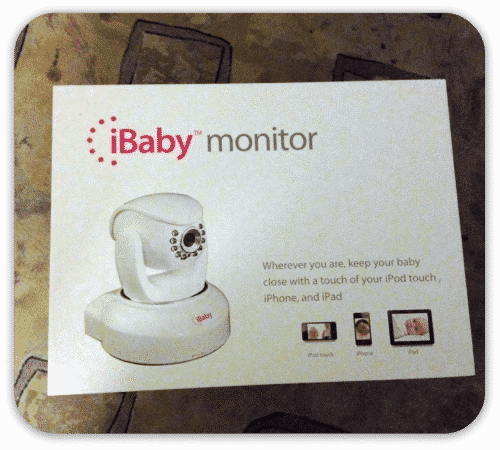 iBaby™ monitor
Wherever you are, keep your baby
close with a touch of your iPod touch,
iPhone, and iPad
iBaby
iPod touch iPhone iPad